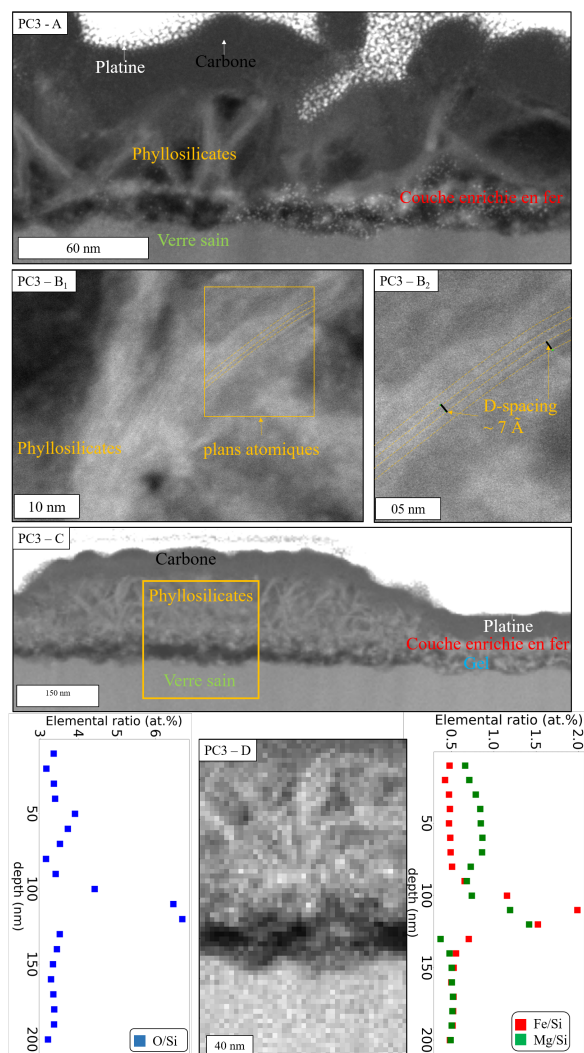 PC3 - A
Platine
Carbone
Phyllosilicates
Couche enrichie en fer
60 nm
Verre sain
PC3 – B1
Phyllosilicates
plans atomiques
10 nm
PC3 – B2
D-spacing
~ 7 Å
05 nm
PC3 – C
Carbone
Phyllosilicates
Platine
Couche enrichie en fer
Gel
Verre sain
150 nm
Elemental ratio (at.%)
3 4 5 6
50
100
150
200
depth (nm)
O/Si
PC3 – D
40 nm
Elemental ratio (at.%)
0.5 1.0 1.5 2.0
50
100
150
200
depth (nm)
Fe/Si
Mg/Si